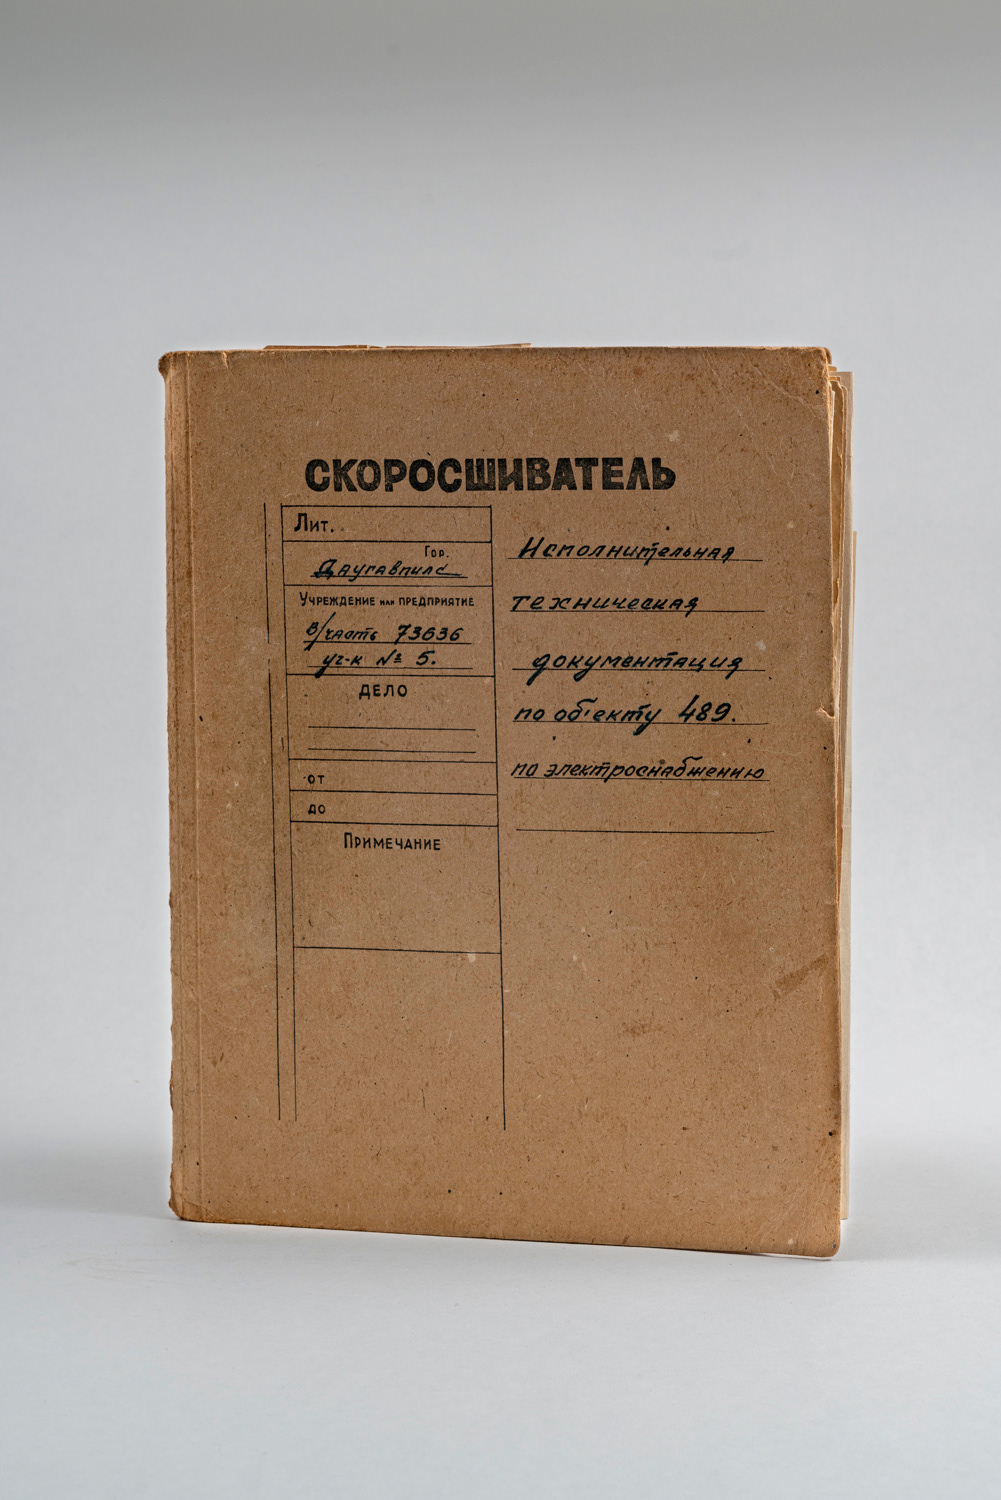 СКОРОСШИВАТЕЛЬ
Лит.
Гор.
Даугавпилс
Учреждение или предприятие
в/часть 73636
уч-к № 5.
ДЕЛО
от
до
Примечание
Исполнительная
техническая
документация
по об'екту 489.
по электроснабжению